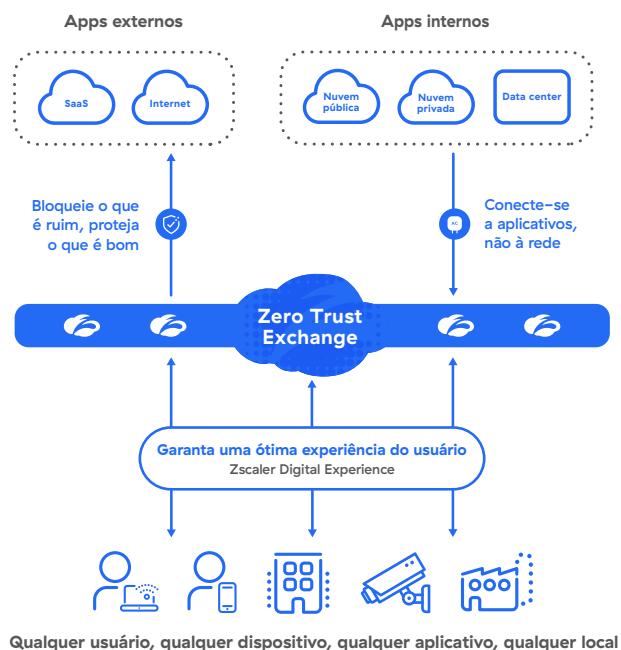 Apps externos
Apps internos
SaaS
Internet
Nuvem
pública
Nuvem
privada
Data center
Bloqueie o que
é ruim, proteja
o que é bom
AC
Conecte-se
a aplicativos,
não à rede
Zero Trust
Exchange
Garanta uma ótima experiência do usuário
Zscaler Digital Experience
Qualquer usuário, qualquer dispositivo, qualquer aplicativo, qualquer local